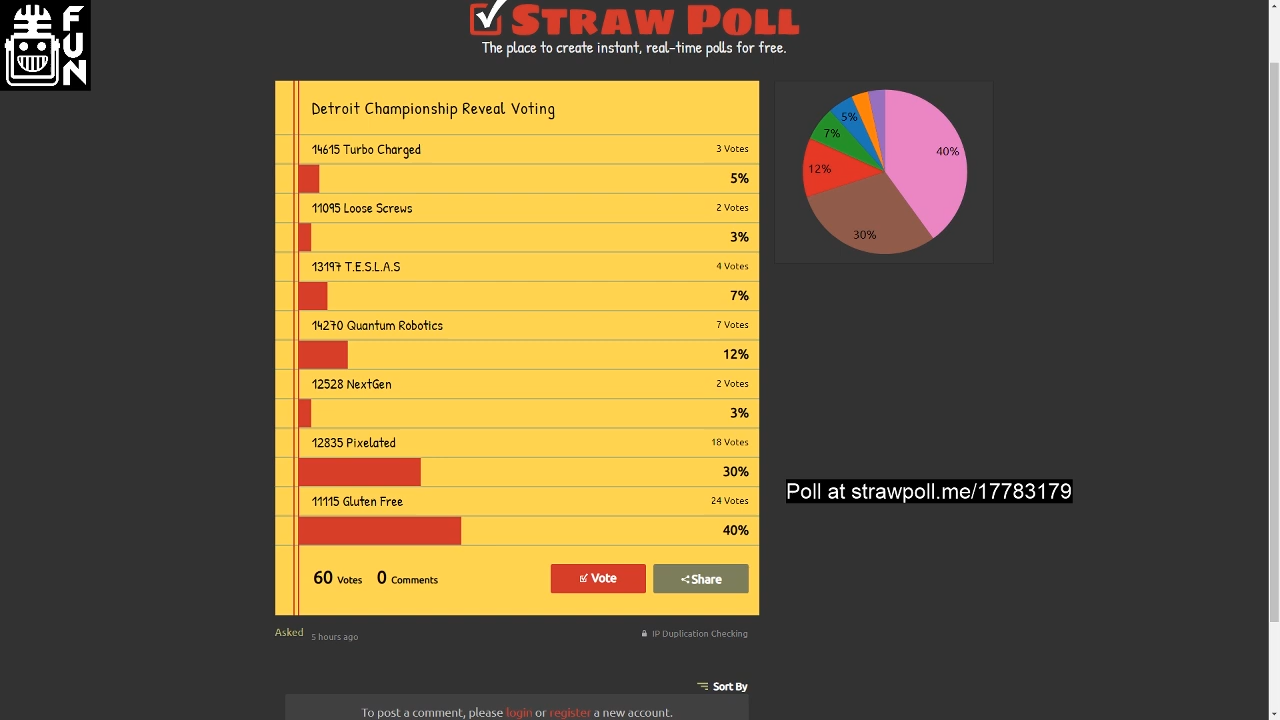 FUN
STRAW POLL
The place to create instant, real-time polls for free.
Detroit Championship Reveal Voting
14615 Turbo Charged 3 Votes
5%
11095 Loose Screws 2 Votes
3%
13197 T.E.S.L.A.S 4 Votes
7%
14270 Quantum Robotics 7 Votes
12%
12528 NextGen 2 Votes
3%
12835 Pixelated 18 Votes
30%
11115 Gluten Free 24 Votes
40%
60 Votes 0 Comments Vote Share
Asked 5 hours ago IP Duplication Checking
Sort By
To post a comment, please login or register a new account.
5%
7%
12%
40%
30%
Poll at strawpoll.me/17783179